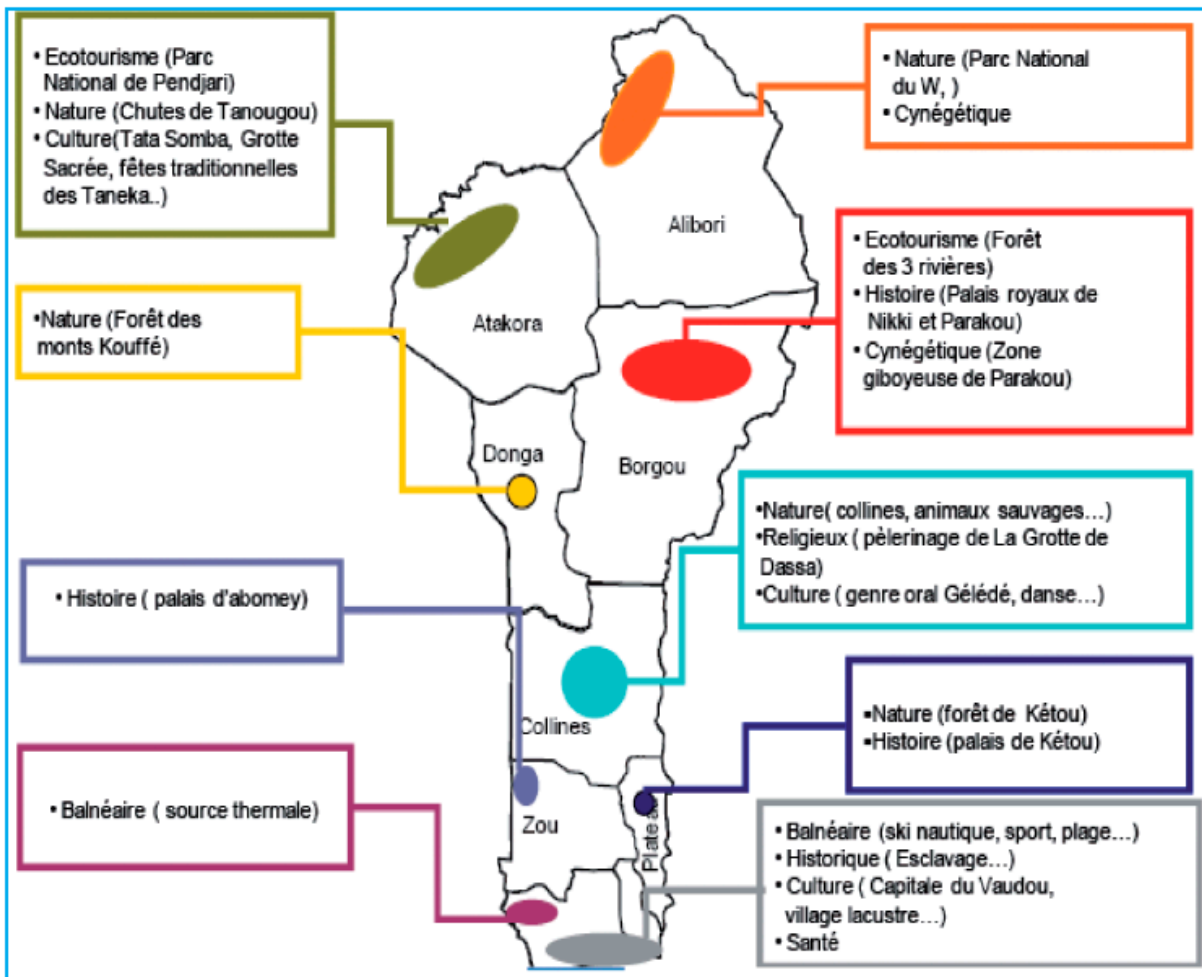 • Ecotourisme (Parc
National de Pendjari)
• Nature (Chutes de Tanougou)
• Culture(Tata Somba, Grotte
Sacrée, fêtes traditionnelles
des Taneka..)
• Nature (Parc National
du W, )
• Cynégétique
Alibori
• Ecotourisme (Forêt
des 3 rivières)
• Histoire (Palais royaux de
Nikki et Parakou)
• Cynégétique (Zone
giboyeuse de Parakou)
Atakora
•Nature (Forêt des
monts Kouffé)
Donga
Borgou
•Nature( collines, animaux sauvages…)
•Religieux ( pèlerinage de La Grotte de
Dassa)
•Culture ( genre oral Gélédé, danse…)
• Histoire ( palais d'abomey)
Collines
▪Nature (forêt de Kétou)
▪Histoire (palais de Kétou)
• Balnéaire ( source thermale)
Zou
Plateau
• Balnéaire (ski nautique, sport, plage…)
• Historique ( Esclavage…)
• Culture ( Capitale du Vaudou,
village lacustre…)
• Santé